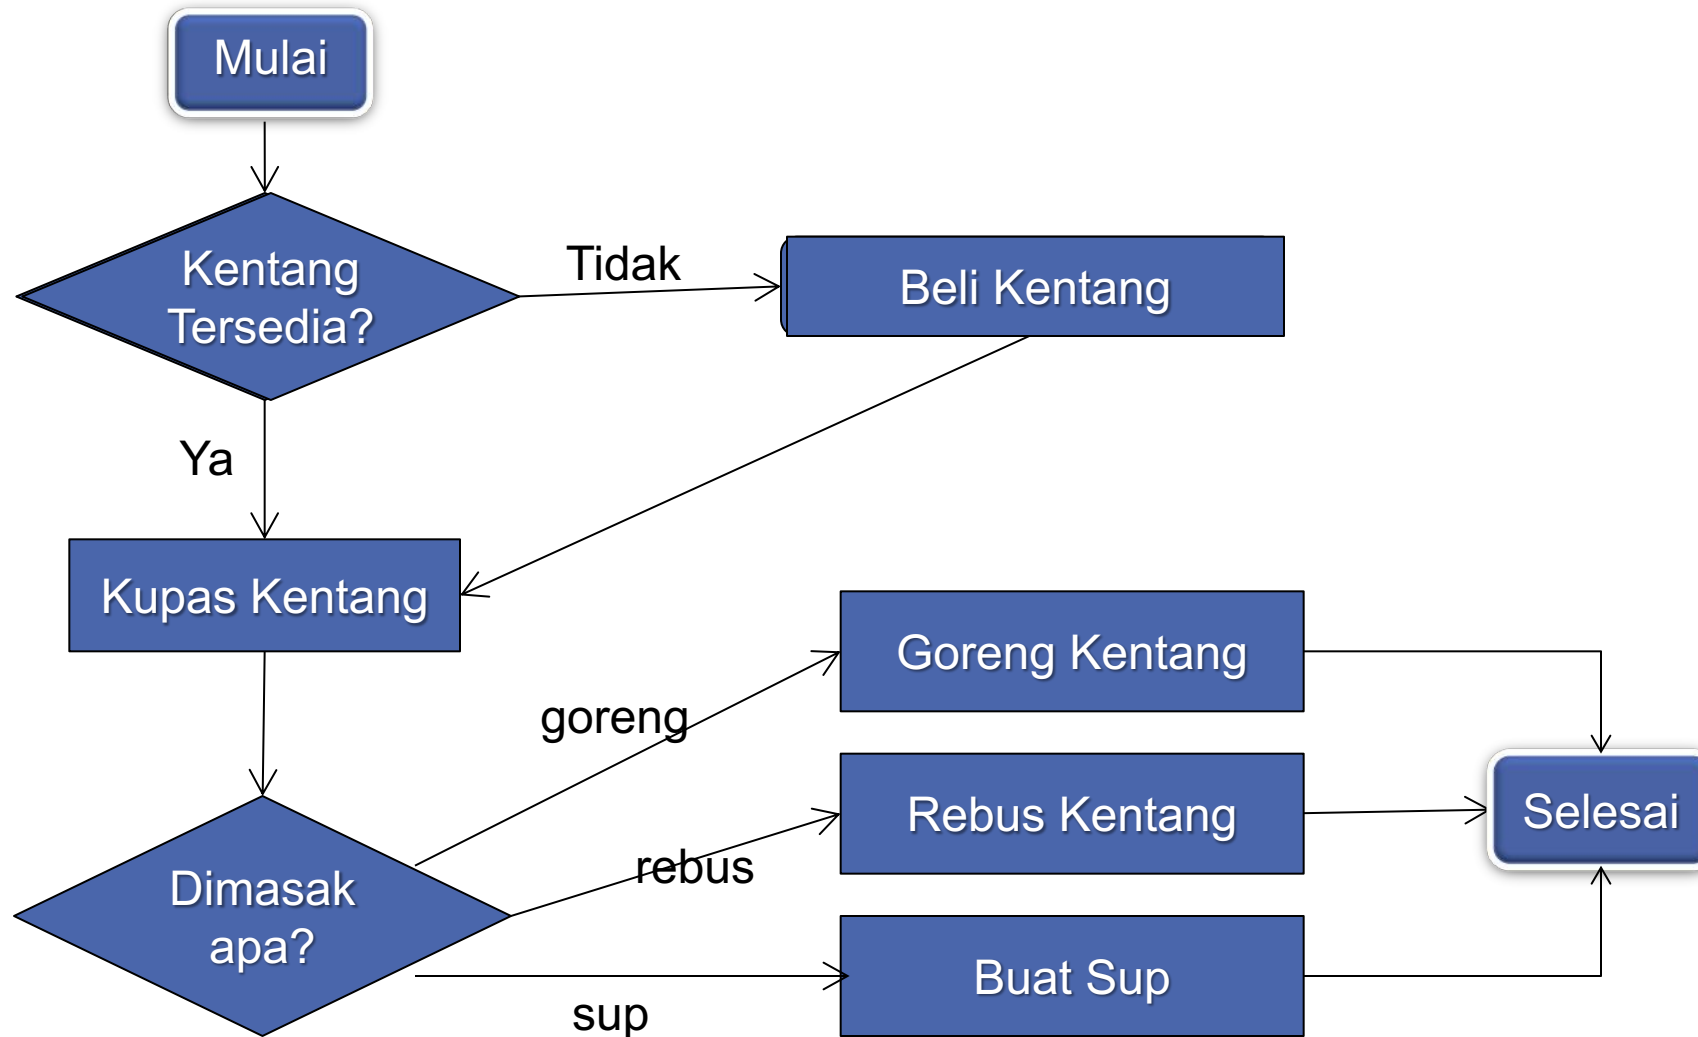 Mulai
Kentang
Tersedia?
Tidak
Beli Kentang
Ya
Kupas Kentang
goreng
Goreng Kentang
rebus
Rebus Kentang
Selesai
Dimasak
apa?
sup
Buat Sup